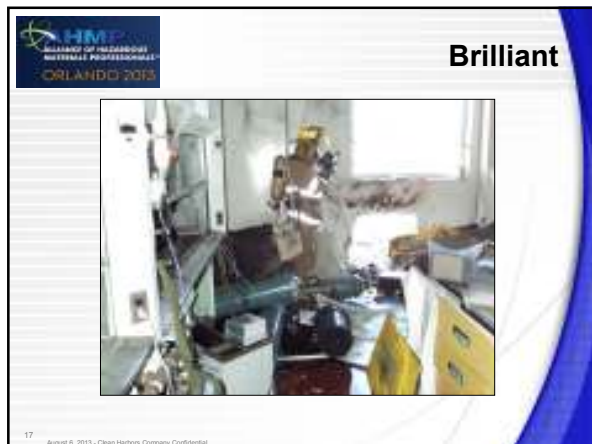 AHMP
ALLIANCE OF HAZARDOUS
MATERIALS PROFESSIONALS
ORLANDO 2013
Brilliant
17
August 6, 2013 - Clean Harbors Company Confidential